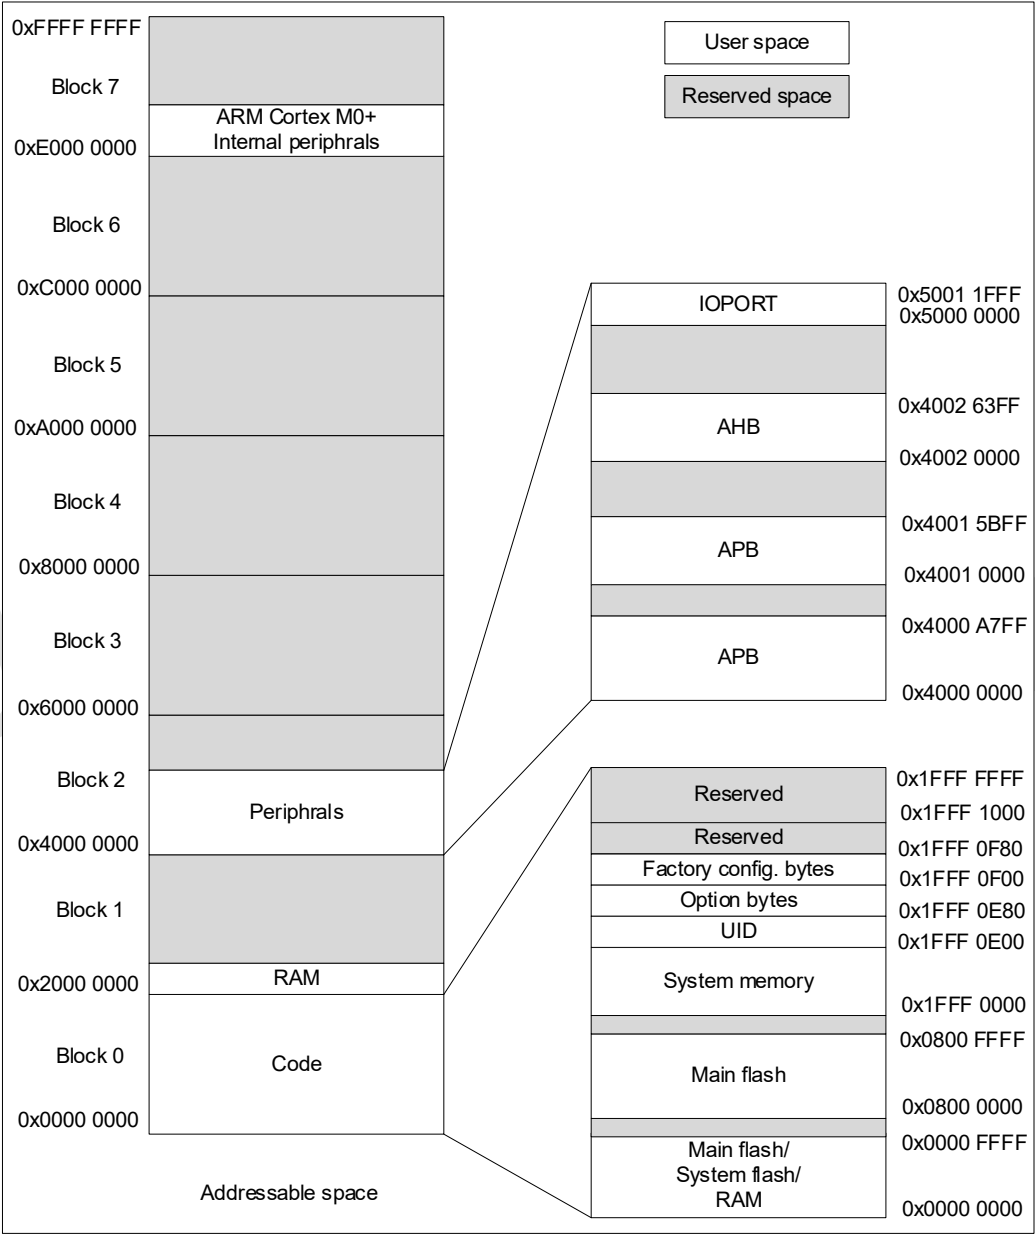 0xFFFF FFFF
Block 7
ARM Cortex M0+
Internal periphrals
0xE000 0000
Block 6
0xC000 0000
Block 5
0xA000 0000
Block 4
0x8000 0000
Block 3
0x6000 0000
Block 2
Periphrals
0x4000 0000
Block 1
0x2000 0000
RAM
Block 0
Code
0x0000 0000
Addressable space
User space
Reserved space
IOPORT
0x5001 1FFF
0x5000 0000
0x4002 63FF
AHB
0x4002 0000
0x4001 5BFF
APB
0x4001 0000
0x4000 A7FF
APB
0x4000 0000
Reserved
0x1FFF FFFF
0x1FFF 1000
Reserved
0x1FFF 0F80
Factory config. bytes
0x1FFF 0F00
Option bytes
0x1FFF 0E80
UID
0x1FFF 0E00
System memory
0x1FFF 0000
0x0800 FFFF
Main flash
0x0800 0000
0x0000 FFFF
Main flash/
System flash/
RAM
0x0000 0000